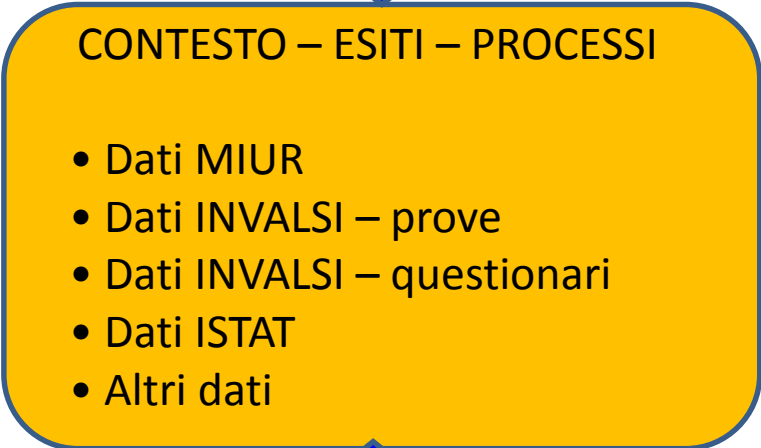 CONTESTO – ESITI – PROCESSI
• Dati MIUR
• Dati INVALSI – prove
• Dati INVALSI – questionari
• Dati ISTAT
• Altri dati